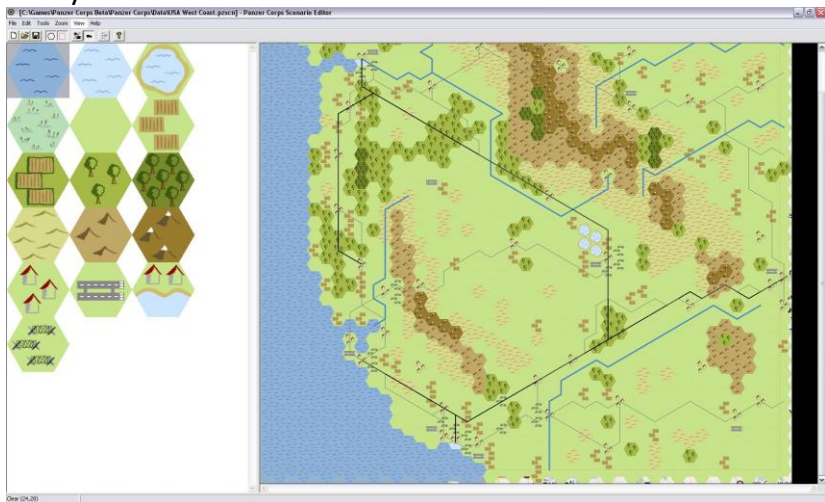 [C:\Games\Panzer Corps Beta\Panzer Corps\Data\USA West Coast.pzscn] - Panzer Corps Scenario Editor
File Edit Tools Zoom View Help
Clear (24,20)